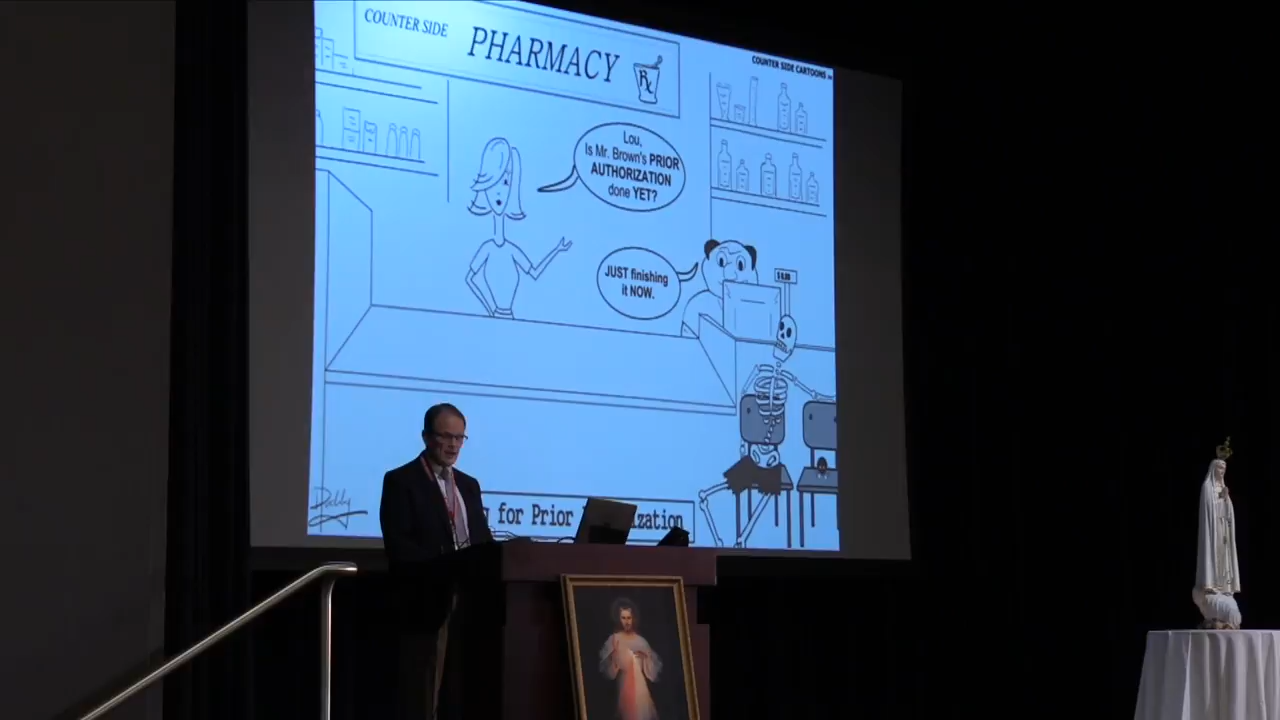 COUNTER SIDE
PHARMACY
Rx
COUNTER SIDE CARTOONS
Lou,
Is Mr. Brown's PRIOR
AUTHORIZATION
done YET?
JUST finishing
it NOW.
for Prior